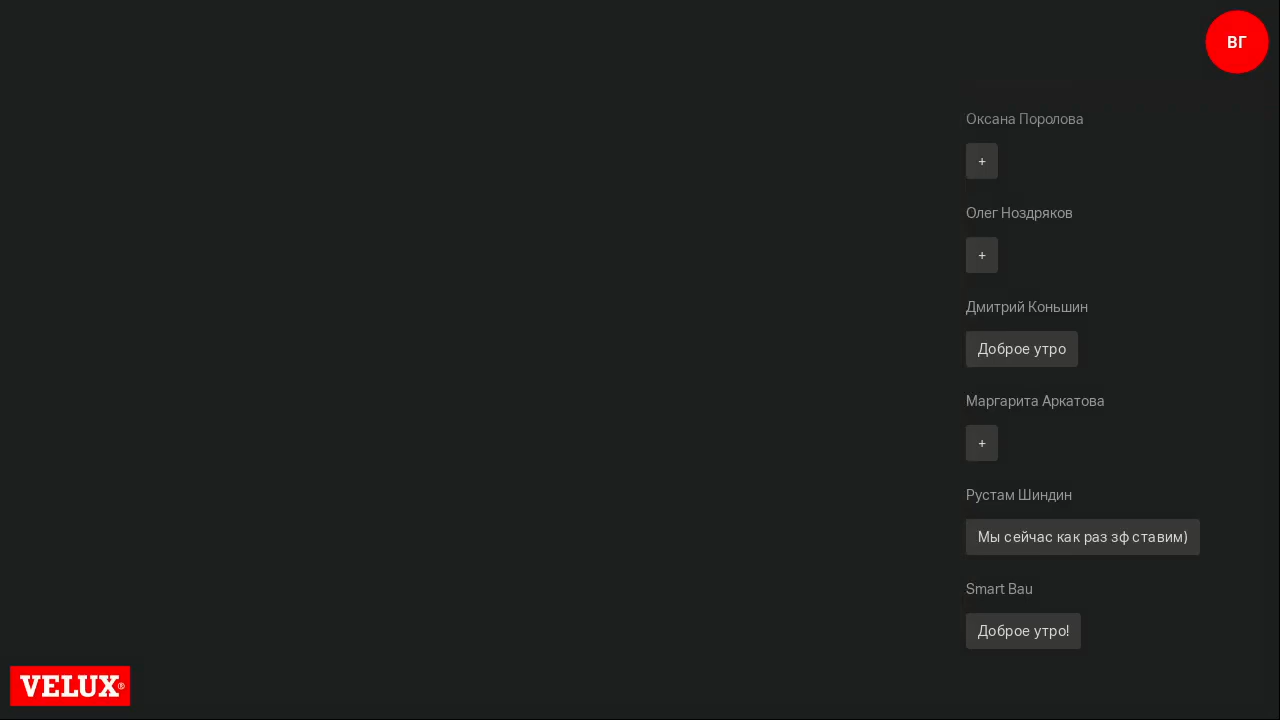 ВГ
Оксана Поролова
+
Олег Ноздряков
+
Дмитрий Коньшин
Доброе утро
Маргарита Аркатова
+
Рустам Шиндин
Мы сейчас как раз зф ставим)
Smart Bau
Доброе утро!
VELUX®